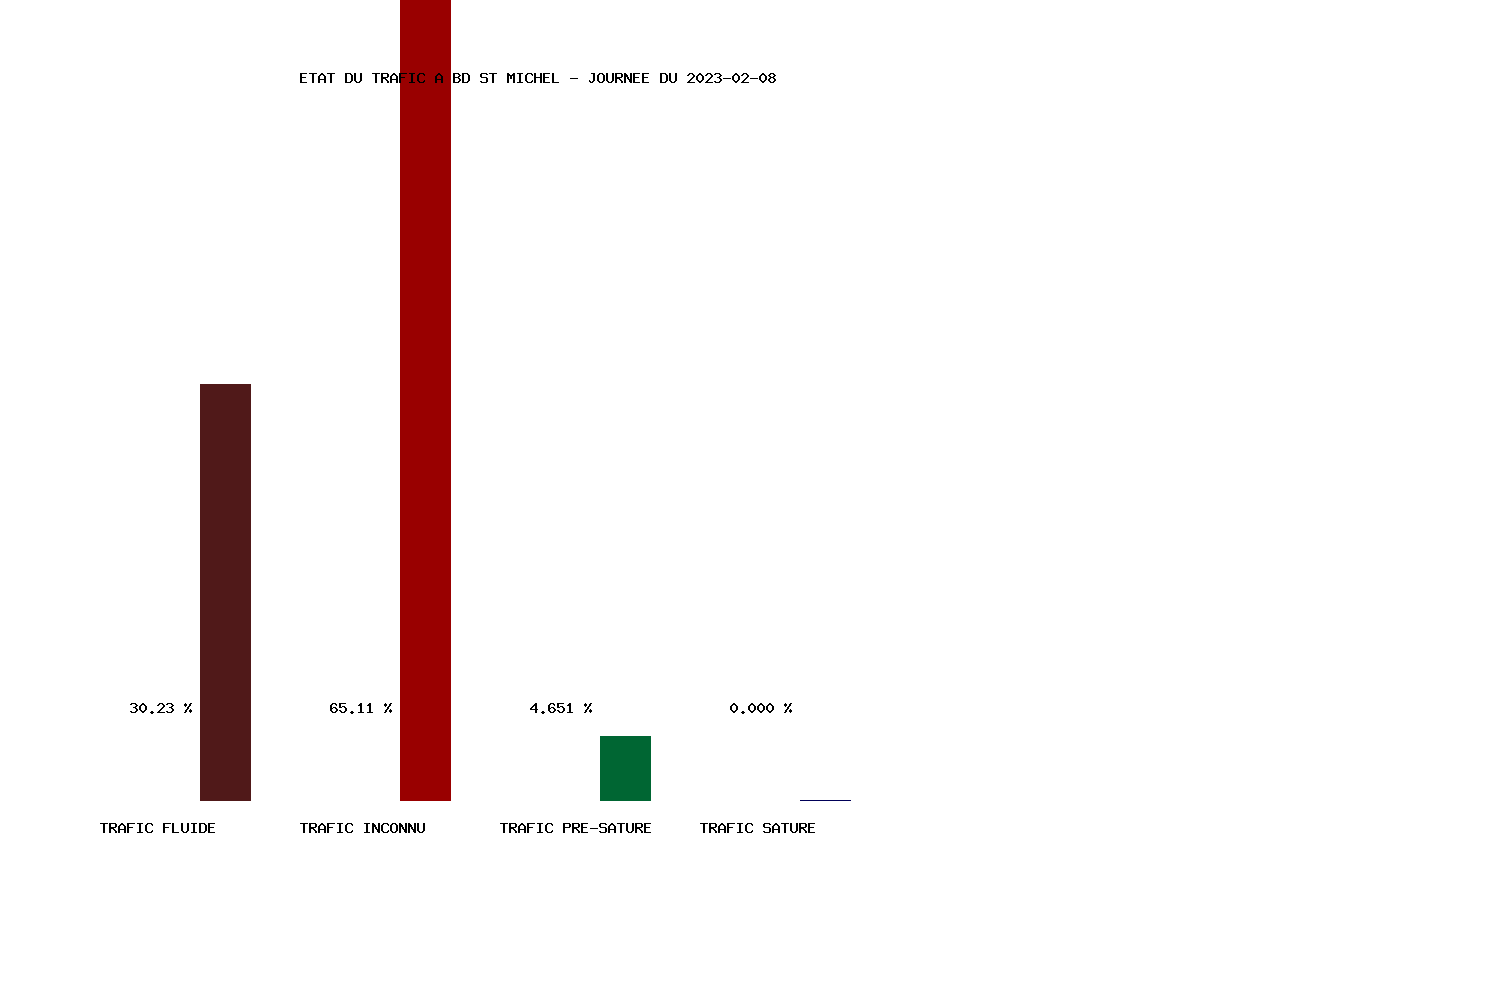 ETAT DU TRAFIC A BD ST MICHEL - JOURNEE DU 2023-02-08
30.23 % 65.11 % 4.651 % 0.000 %
TRAFIC FLUIDE TRAFIC INCONNU TRAFIC PRE-SATURE TRAFIC SATURE